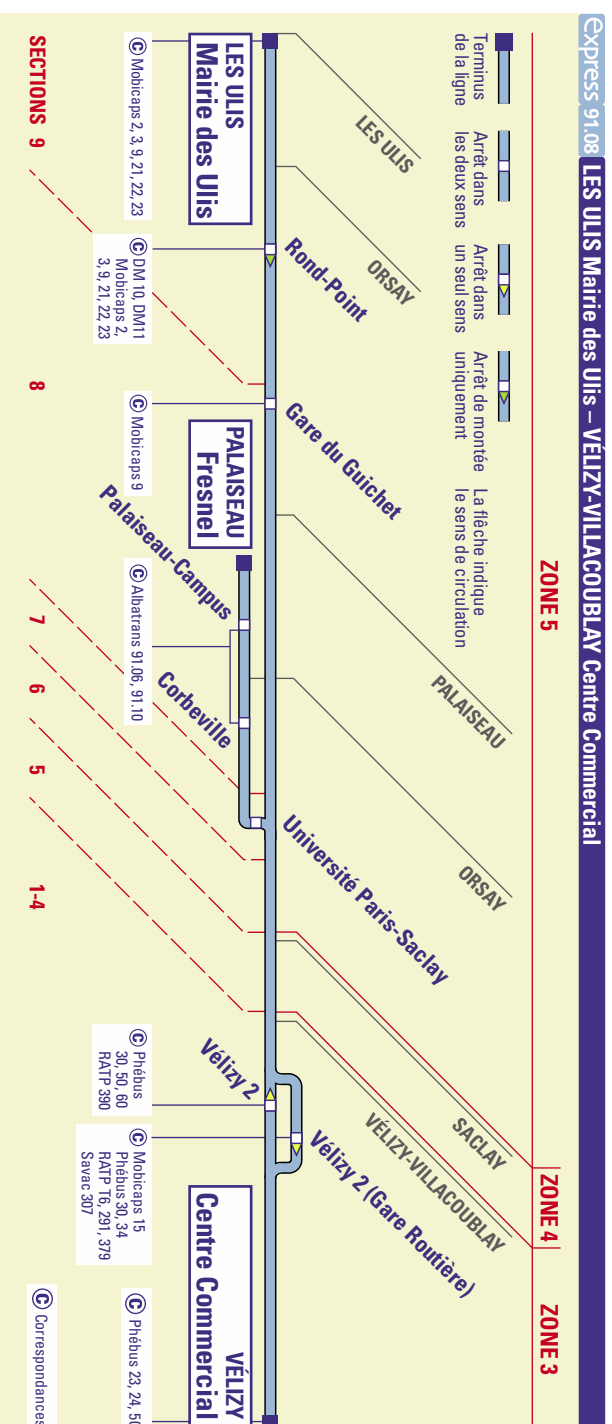 express 91.08 LES ULIS Mairie des Ulis – VÉLIZY-VILLACOUBLAY Centre Commercial
ZONE 5
ZONE 4
ZONE 3
Terminus
de la ligne
Arrêt dans
les deux sens
Arrêt dans
un seul sens
Arrêt de montée
uniquement
La flèche indique
le sens de circulation
LES ULIS
ORSAY
PALAISEAU
ORSAY
SACLAY
VÉLIZY-VILLACOUBLAY
LES ULIS
Mairie des Ulis
Rond-Point
Gare du Guichet
PALAISEAU
Fresnel
Palaiseau-Campus
Corbeville
Université Paris-Saclay
Vélizy 2
Vélizy 2 (Gare Routière)
VÉLIZY
Centre Commercial
C Mobicaps 2, 3, 9, 21, 22, 23
C DM 10, DM11
Mobicaps 2,
3, 9, 21, 22, 23
C Mobicaps 9
C Albatrans 91.06, 91.10
C Phébus
30, 50, 60
RATP 390
C Mobicaps 15
Phébus 30, 34
RATP T6, 291, 379
Savac 307
C Phébus 23, 24, 50
SECTIONS 9
8
7
6
5
1-4
C Correspondances